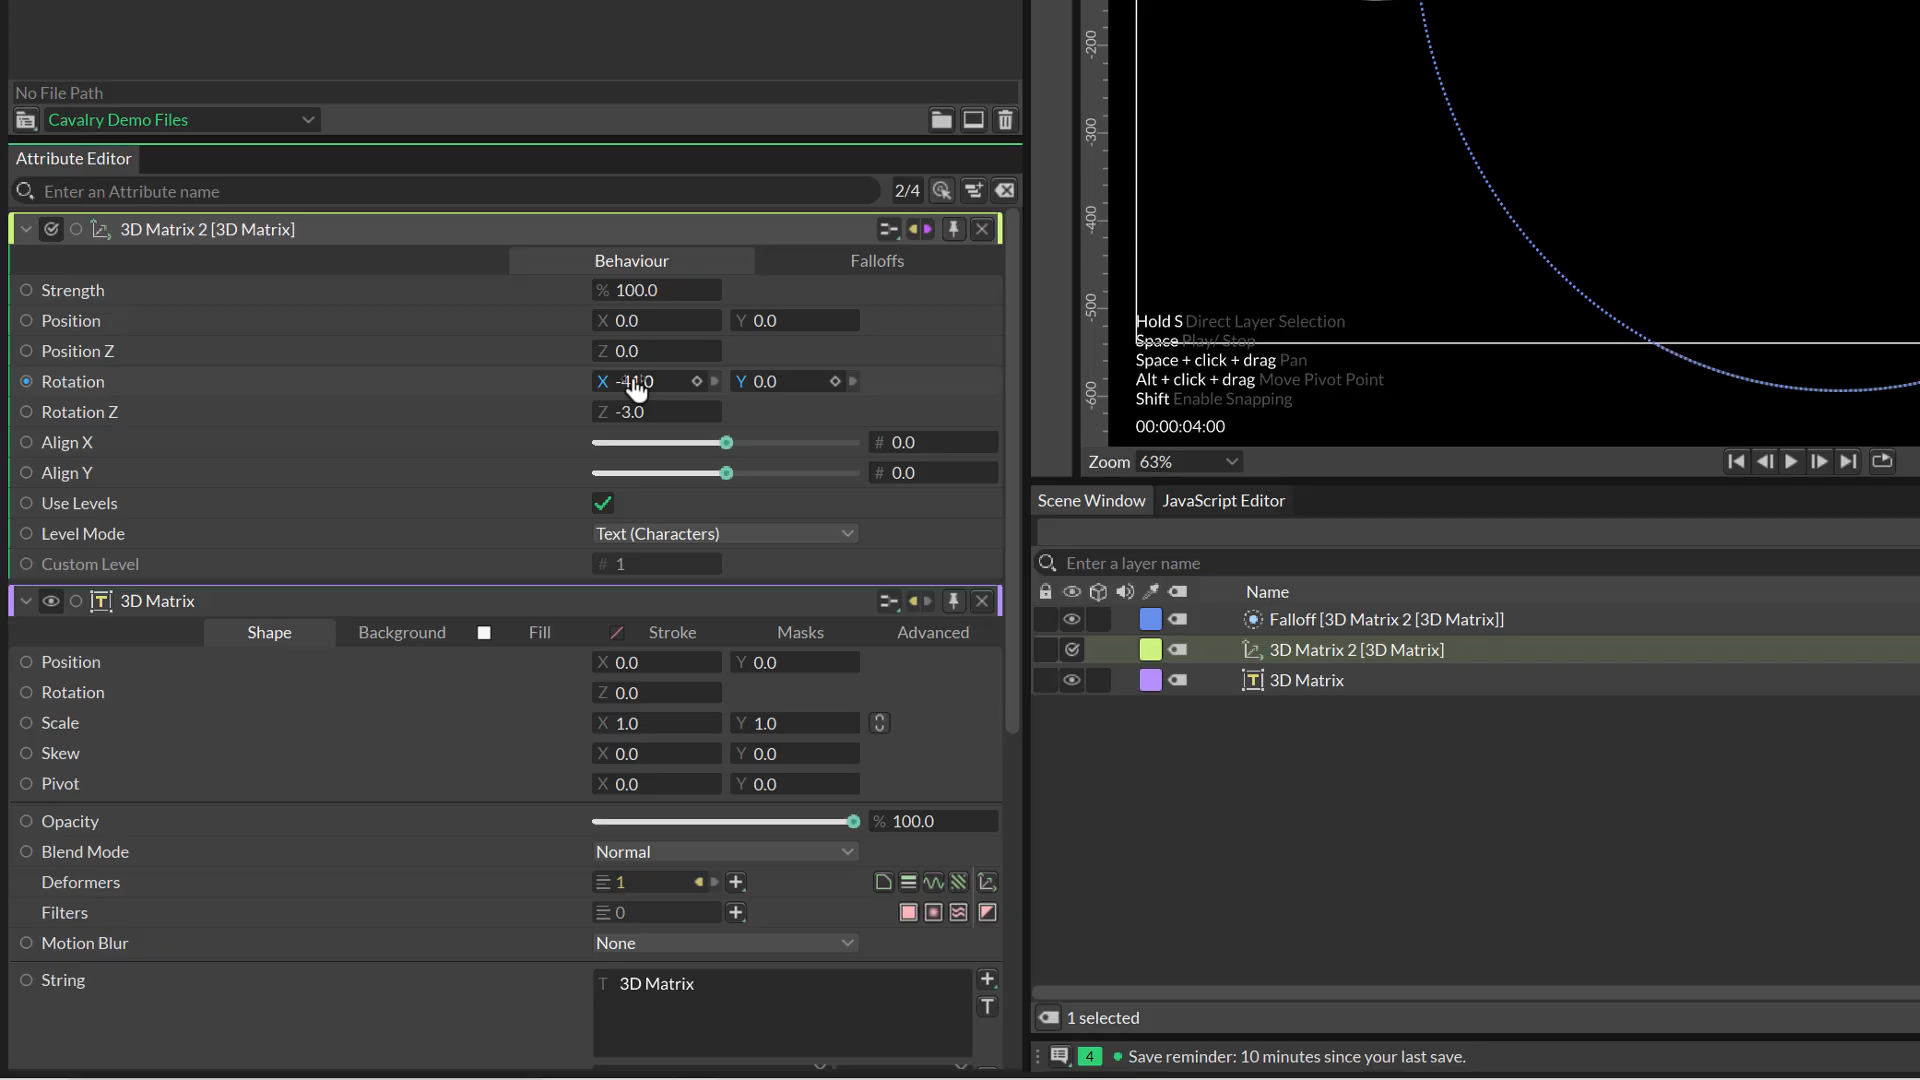 No File Path
Cavalry Demo Files
Attribute Editor
Enter an Attribute name 2/4
3D Matrix 2 [3D Matrix]
Behaviour Falloffs
Strength % 100.0
Position X 0.0 Y 0.0
Position Z Z 0.0
Rotation X Y 0.0
Rotation Z Z -3.0
Align X # 0.0
Align Y # 0.0
Use Levels
Level Mode Text (Characters)
Custom Level # 1
3D Matrix
Shape Background Fill Stroke Masks Advanced
Position X 0.0 Y 0.0
Rotation Z 0.0
Scale X 1.0 Y 1.0
Skew X 0.0 Y 0.0
Pivot X 0.0 Y 0.0
Opacity % 100.0
Blend Mode Normal
Deformers 1
Filters 0
Motion Blur None
String T 3D Matrix
T
-200
-300
-400
-500
-600
Hold S Direct Layer Selection
Space Play/ Stop
Space + click + drag Pan
Alt + click + drag Move Pivot Point
Shift Enable Snapping
00:00:04:00
Zoom 63%
Scene Window JavaScript Editor
Enter a layer name
Name
Falloff [3D Matrix 2 [3D Matrix]]
3D Matrix 2 [3D Matrix]
T 3D Matrix
1 selected
4 Save reminder: 10 minutes since your last save.